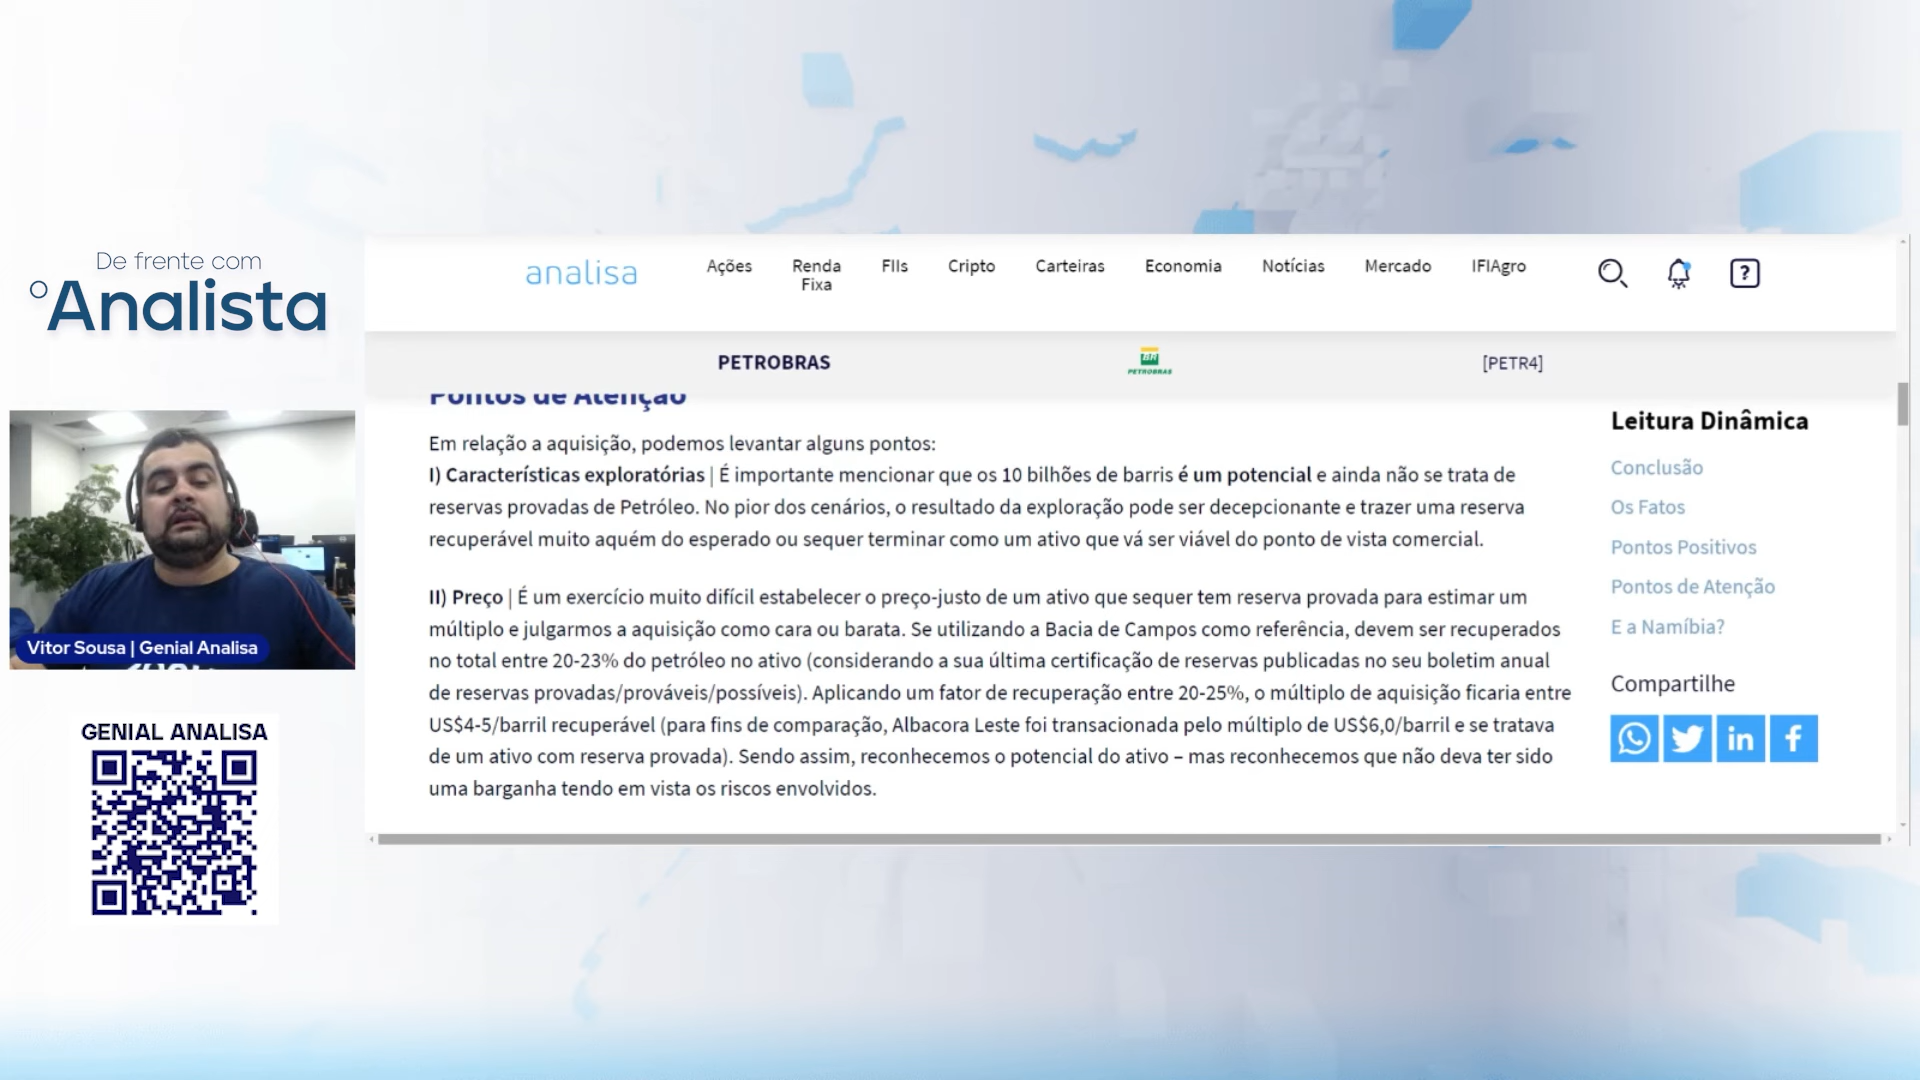 De frente com
Analista
Vitor Sousa | Genial Analisa
GENIAL ANALISA
analisa
Ações
Renda
Fixa
FIIs
Cripto
Carteiras
Economia
Notícias
Mercado
IFIAgro
?
PETROBRAS
BR
PETROBRAS
[PETR4]
Pontos de Atenção
Em relação a aquisição, podemos levantar alguns pontos:
I) Características exploratórias | É importante mencionar que os 10 bilhões de barris é um potencial e ainda não se trata de
reservas provadas de Petróleo. No pior dos cenários, o resultado da exploração pode ser decepcionante e trazer uma reserva
recuperável muito aquém do esperado ou sequer terminar como um ativo que vá ser viável do ponto de vista comercial.
II) Preço | É um exercício muito difícil estabelecer o preço-justo de um ativo que sequer tem reserva provada para estimar um
múltiplo e julgarmos a aquisição como cara ou barata. Se utilizando a Bacia de Campos como referência, devem ser recuperados
no total entre 20-23% do petróleo no ativo (considerando a sua última certificação de reservas publicadas no seu boletim anual
de reservas provadas/prováveis/possíveis). Aplicando um fator de recuperação entre 20-25%, o múltiplo de aquisição ficaria entre
US$4-5/barril recuperável (para fins de comparação, Albacora Leste foi transacionada pelo múltiplo de US$6,0/barril e se tratava
de um ativo com reserva provada). Sendo assim, reconhecemos o potencial do ativo – mas reconhecemos que não deva ter sido
uma barganha tendo em vista os riscos envolvidos.
Leitura Dinâmica
Conclusão
Os Fatos
Pontos Positivos
Pontos de Atenção
E a Namíbia?
Compartilhe
in
f